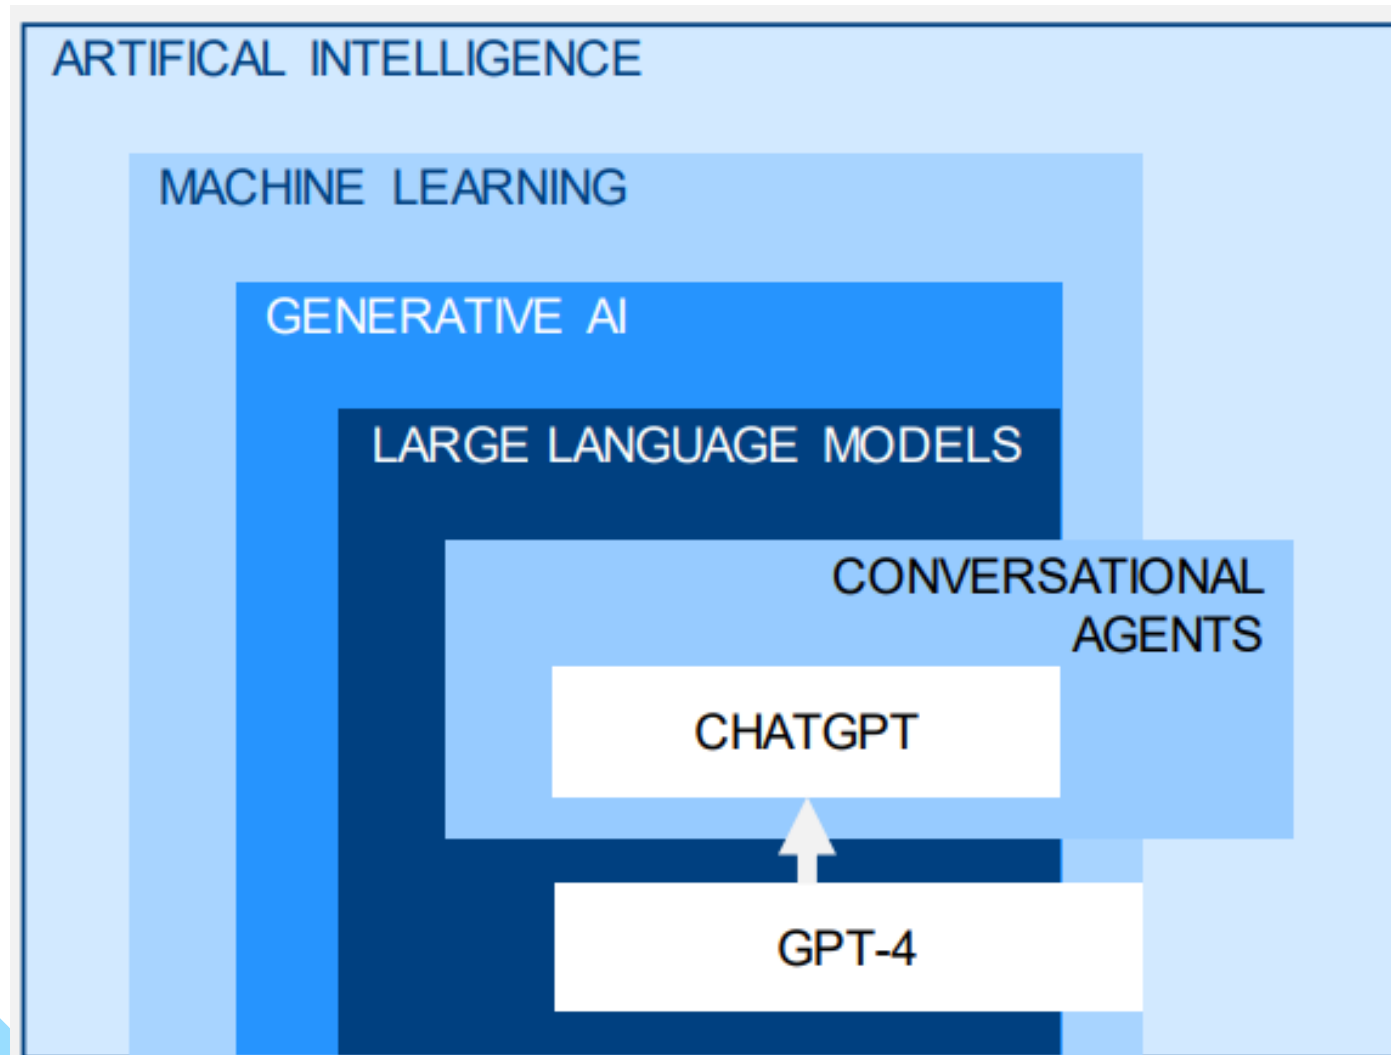 ARTIFICAL INTELLIGENCE
MACHINE LEARNING
GENERATIVE AI
LARGE LANGUAGE MODELS
CONVERSATIONAL
AGENTS
CHATGPT
GPT-4